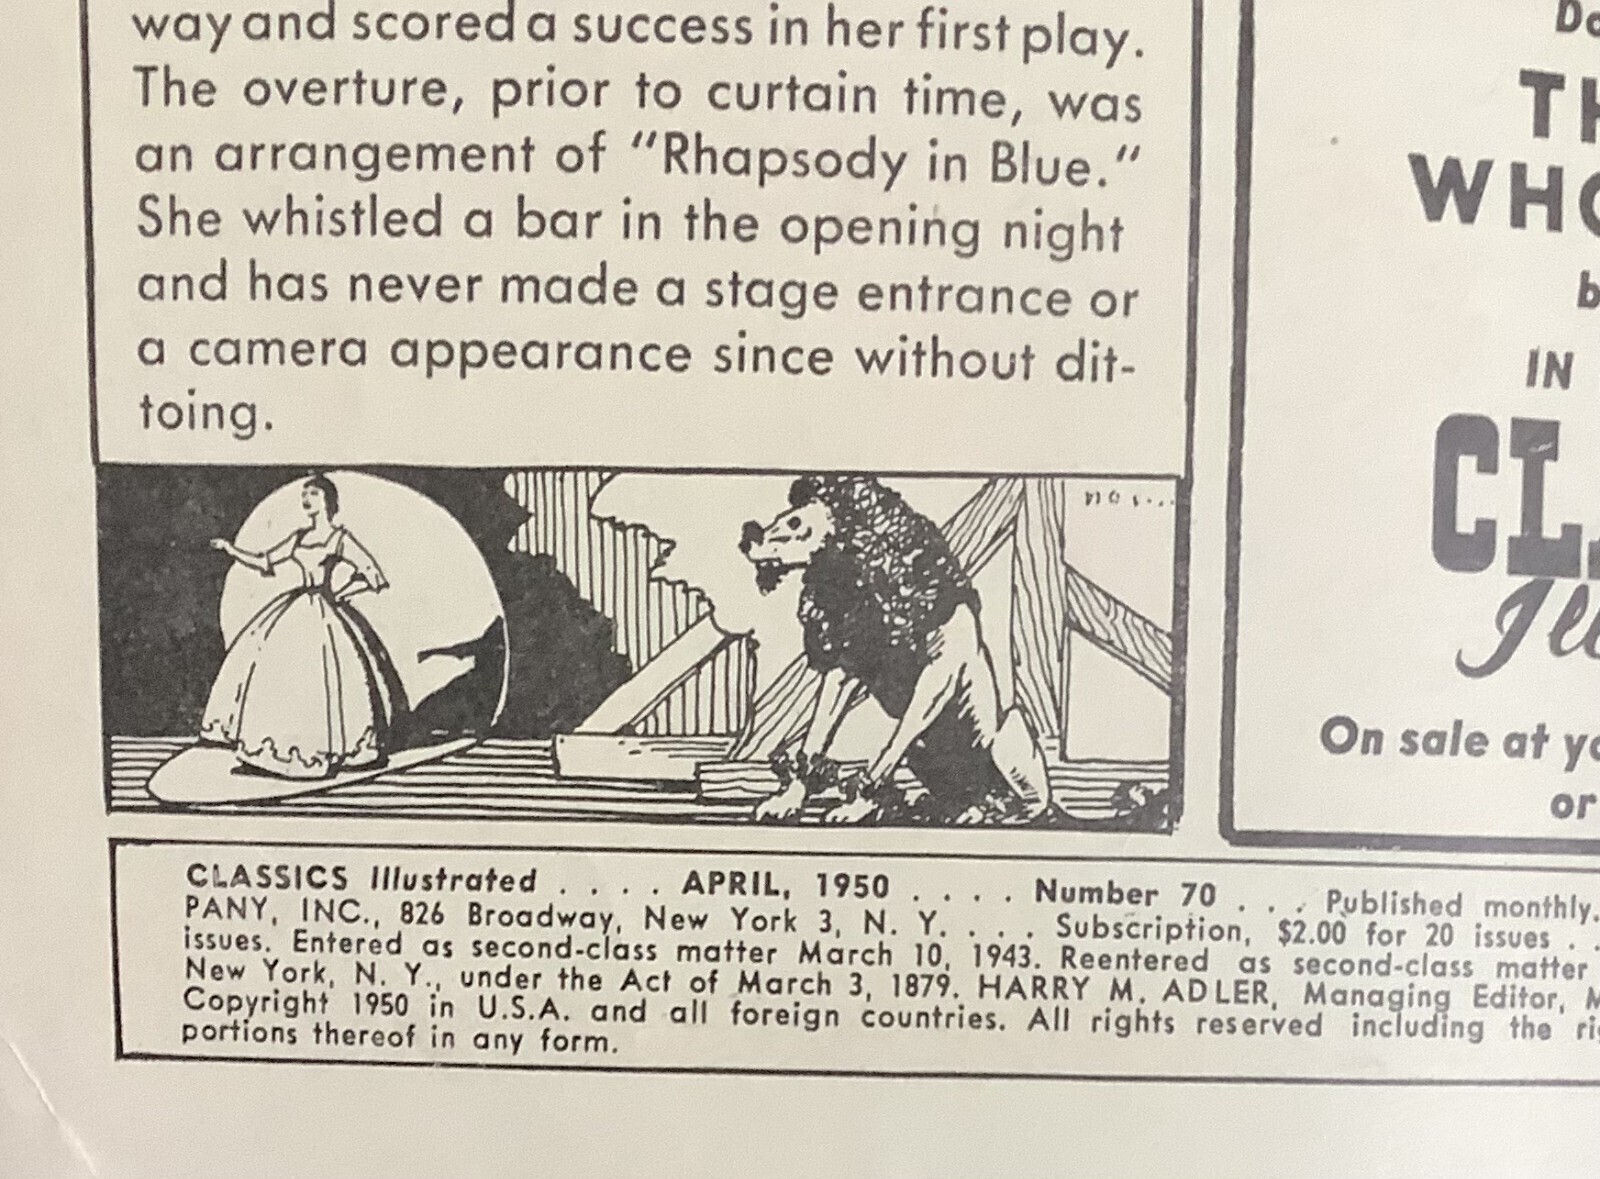 way and scored a success in her first play.
The overture, prior to curtain time, was
an arrangement of "Rhapsody in Blue."
She whistled a bar in the opening night
and has never made a stage entrance or
a camera appearance since without dit-
toing.
TH
WHO
b
IN
CLA
Ill
On sale at yo
or
CLASSICS Illustrated . . . . APRIL, 1950 . . . . Number 70 . . . Published monthly.
PANY, INC., 826 Broadway, New York 3, N. Y. . . . . Subscription, $2.00 for 20 issues . .
issues. Entered as second-class matter March 10, 1943. Reentered as second-class matter
New York, N. Y., under the Act of March 3, 1879. HARRY M. ADLER, Managing Editor, M
Copyright 1950 in U.S.A. and all foreign countries. All rights reserved including the rig
portions thereof in any form.